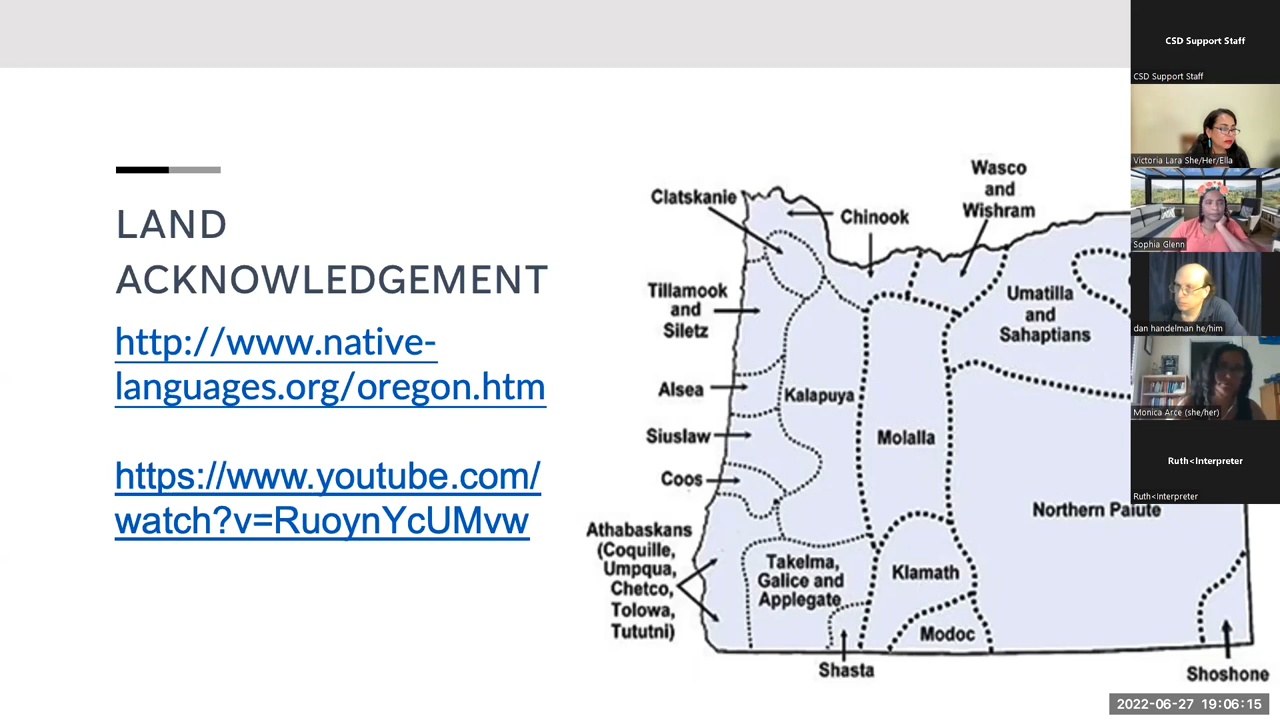 LAND
ACKNOWLEDGEMENT
http://www.native-
languages.org/oregon.htm
https://www.youtube.com/
watch?v=RuoynYcUMvw
Clatskanie
Chinook
Wasco
and
Wishram
Tillamook
and
Siletz
Umatilla
and
Sahaptians
Alsea
Kalapuya
Siuslaw
Molalla
Coos
Northern Paiute
Athabaskans
(Coquille,
Umpqua,
Chetco,
Tolowa,
Tututni)
Takelma,
Galice and
Applegate
Klamath
Modoc
Shasta
Shoshone
CSD Support Staff
CSD Support Staff
Victoria Lara She/Her/Ella
Sophia Glenn
dan handelman he/him
Monica Arce (she/her)
Ruth<Interpreter
Ruth<Interpreter
2022-06-27 19:06:15